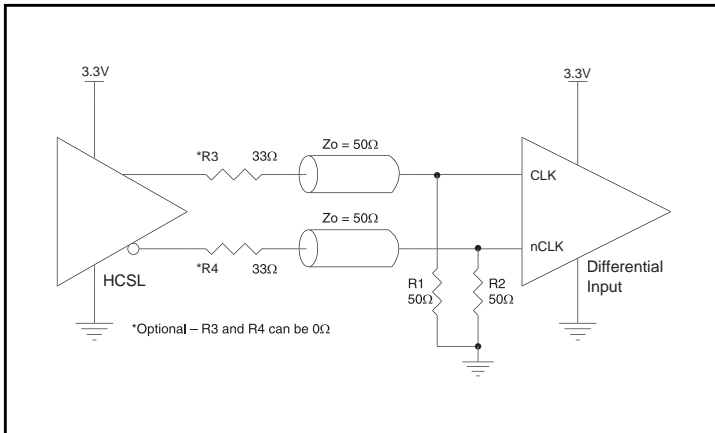 3.3V
3.3V
*R3
33Ω
Zo = 50Ω
CLK
Zo = 50Ω
nCLK
HCSL
*R4
33Ω
R1
50Ω
R2
50Ω
Differential
Input
*Optional – R3 and R4 can be 0Ω